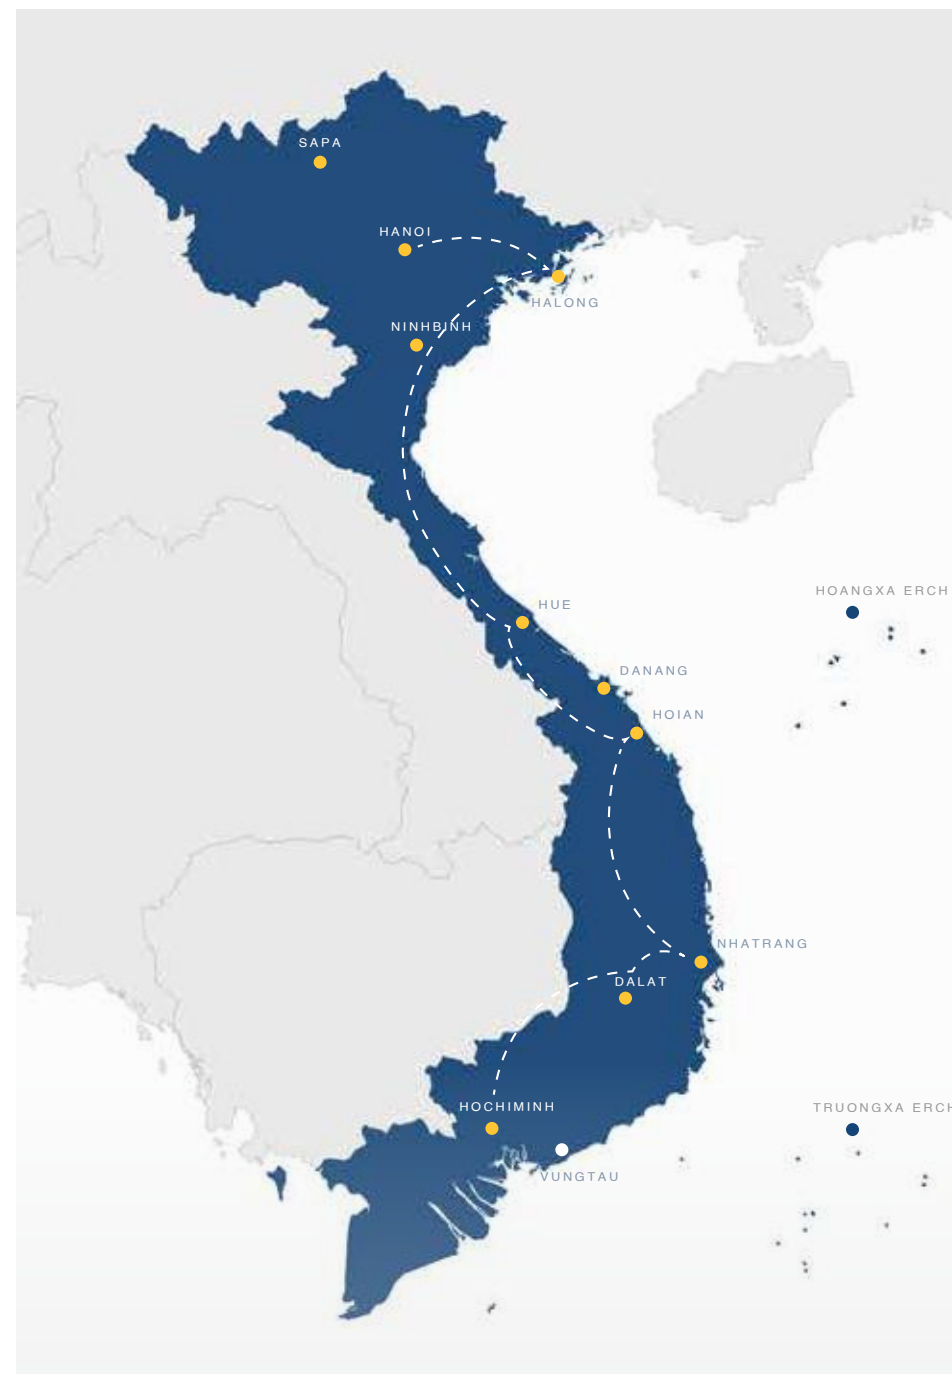 SAPA
HANOI
HALONG
NINHBINH
HOANGXA ERCH
HUE
DANANG
HOIAN
NHATRANG
DALAT
HOCHIMINH
TRUONGXA ERCH
VUNGTAU